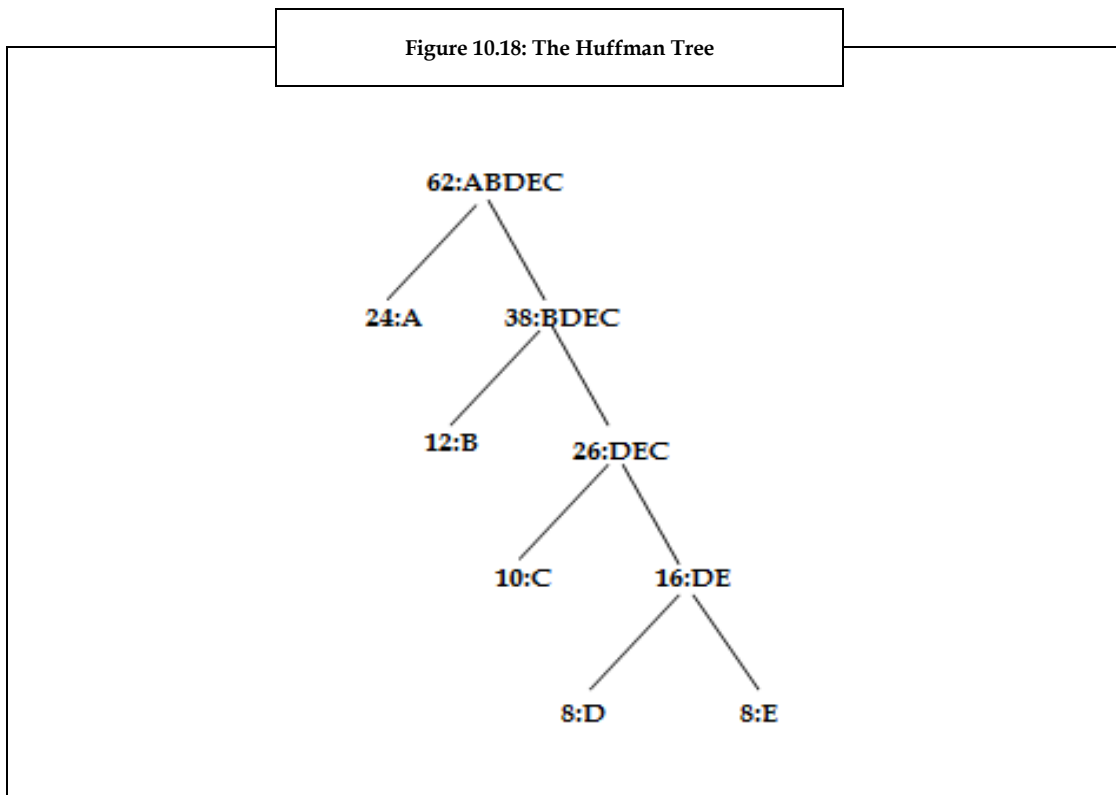 Figure 10.18: The Huffman Tree
62:ABDEC
24:A 38:BDEC
12:B 26:DEC
10:C 16:DE
8:D 8:E